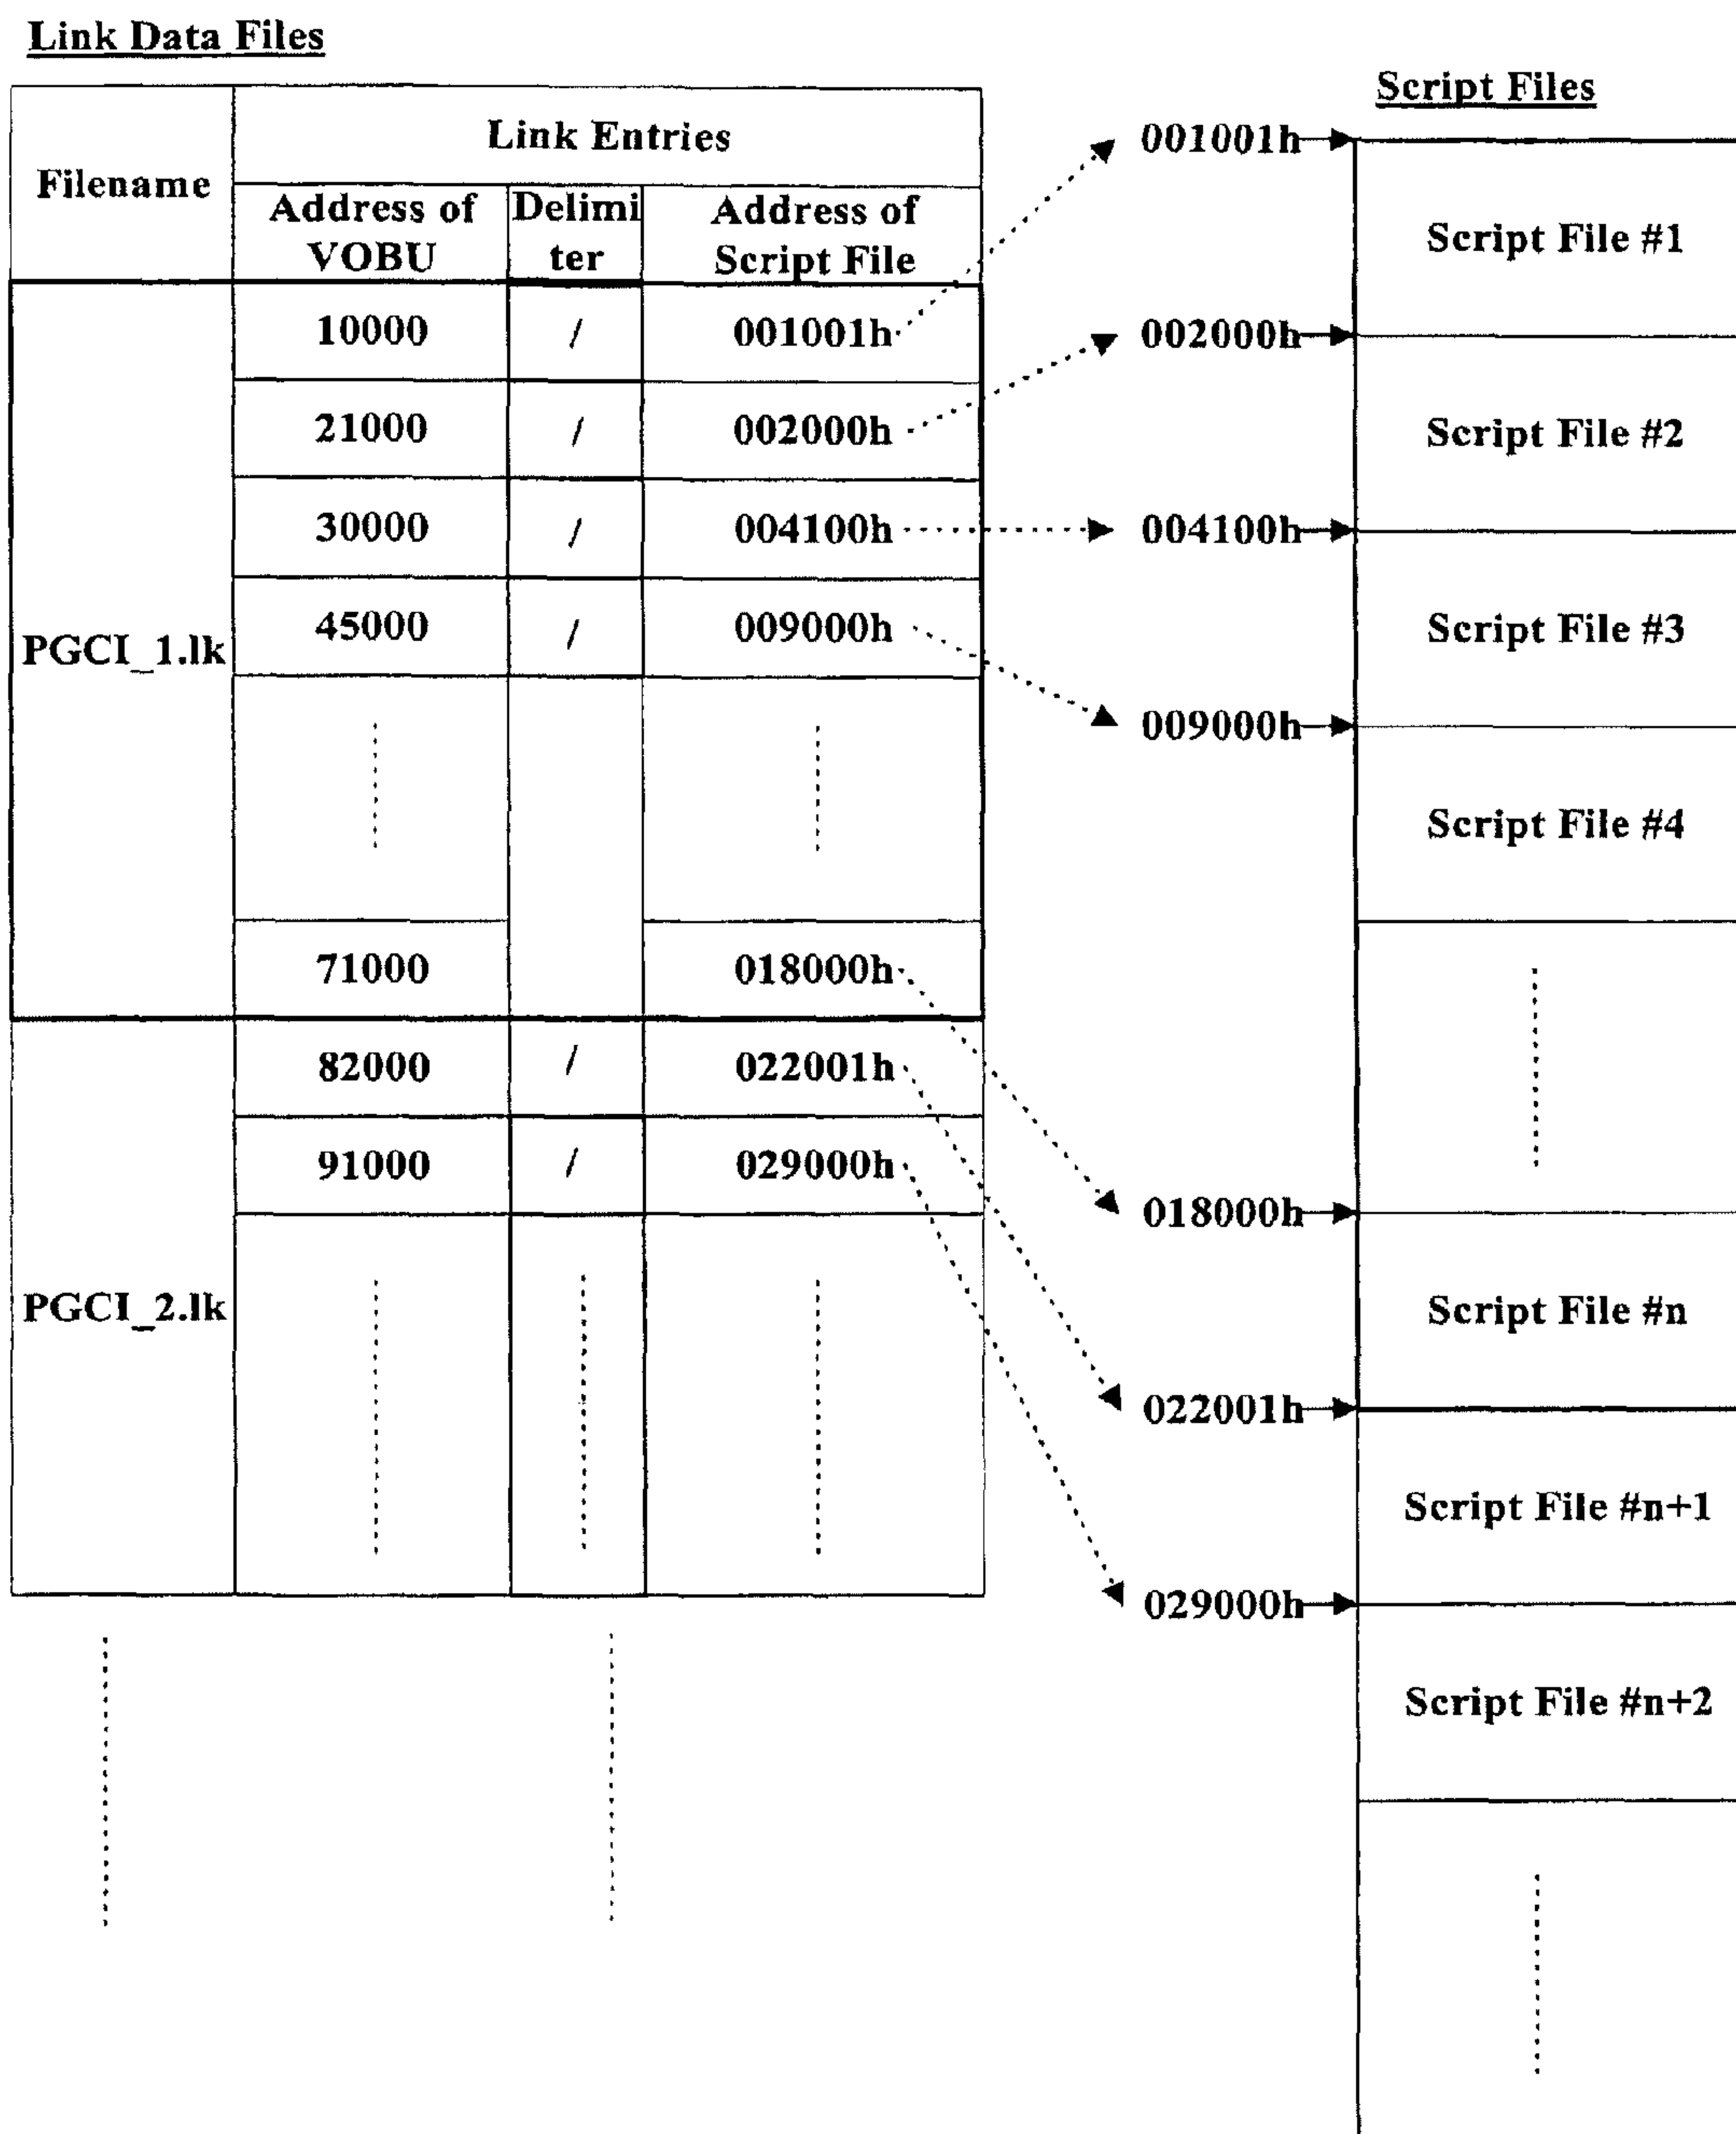 Link Data Files
Filename
Link Entries
Address of
VOBU
Delimi
ter
Address of
Script File
PGCI_1.lk
10000 / 001001h
21000 / 002000h
30000 / 004100h
45000 / 009000h
71000 018000h
PGCI_2.lk
82000 / 022001h
91000 / 029000h
Script Files
001001h
Script File #1
002000h
Script File #2
004100h
Script File #3
009000h
Script File #4
018000h
Script File #n
022001h
Script File #n+1
029000h
Script File #n+2